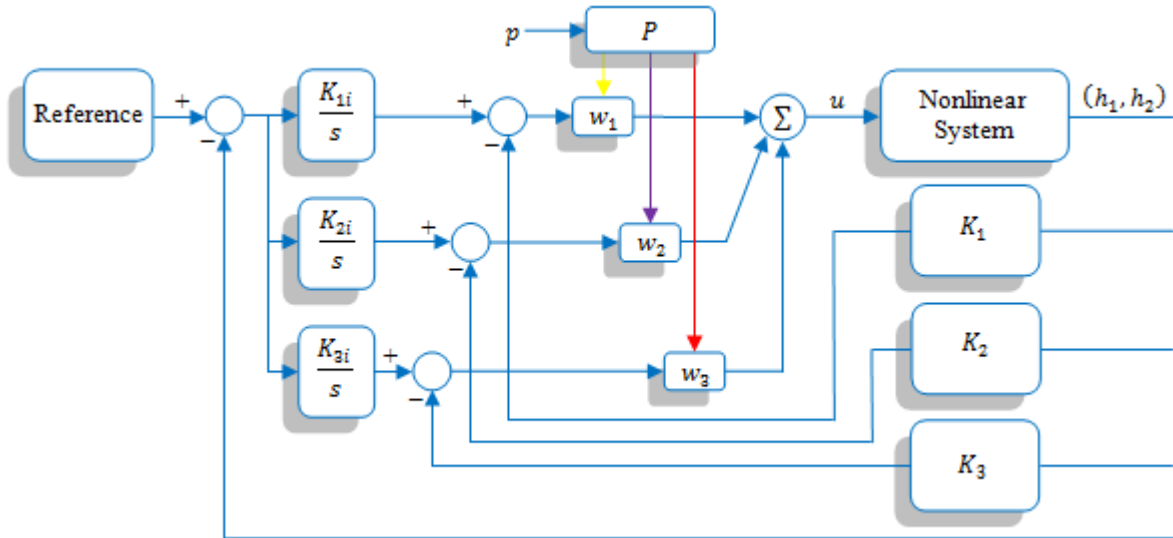 p
P
Reference
+
−
K₁ᵢ
s
+
−
w₁
Σ
u
Nonlinear
System
(h₁, h₂)
K₂ᵢ
s
+
−
w₂
K₁
K₃ᵢ
s
+
−
w₃
K₂
K₃